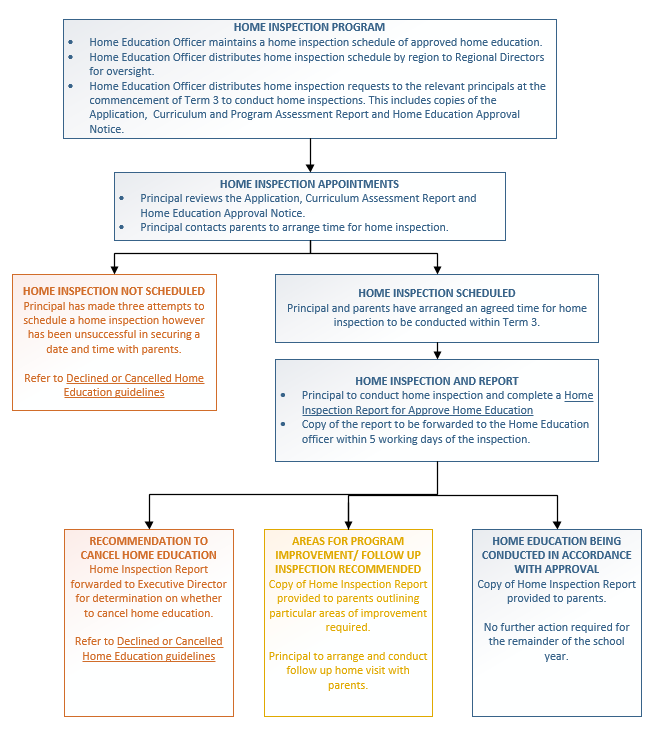 HOME INSPECTION PROGRAM
• Home Education Officer maintains a home inspection schedule of approved home education.
• Home Education Officer distributes home inspection schedule by region to Regional Directors
for oversight.
• Home Education Officer distributes home inspection requests to the relevant principals at the
commencement of Term 3 to conduct home inspections. This includes copies of the
Application, Curriculum and Program Assessment Report and Home Education Approval
Notice.
HOME INSPECTION APPOINTMENTS
• Principal reviews the Application, Curriculum Assessment Report and
Home Education Approval Notice.
• Principal contacts parents to arrange time for home inspection.
HOME INSPECTION NOT SCHEDULED
Principal has made three attempts to
schedule a home inspection however
has been unsuccessful in securing a
date and time with parents.
Refer to Declined or Cancelled Home
Education guidelines
HOME INSPECTION SCHEDULED
Principal and parents have arranged an agreed time for home
inspection to be conducted within Term 3.
HOME INSPECTION AND REPORT
• Principal to conduct home inspection and complete a Home
Inspection Report for Approve Home Education
• Copy of the report to be forwarded to the Home Education
officer within 5 working days of the inspection.
RECOMMENDATION TO
CANCEL HOME EDUCATION
Home Inspection Report
forwarded to Executive Director
for determination on whether
to cancel home education.
Refer to Declined or Cancelled
Home Education guidelines
AREAS FOR PROGRAM
IMPROVEMENT/ FOLLOW UP
INSPECTION RECOMMENDED
Copy of Home Inspection Report
provided to parents outlining
particular areas of improvement
required.
Principal to arrange and conduct
follow up home visit with
parents.
HOME EDUCATION BEING
CONDUCTED IN ACCORDANCE
WITH APPROVAL
Copy of Home Inspection Report
provided to parents.
No further action required for
the remainder of the school
year.